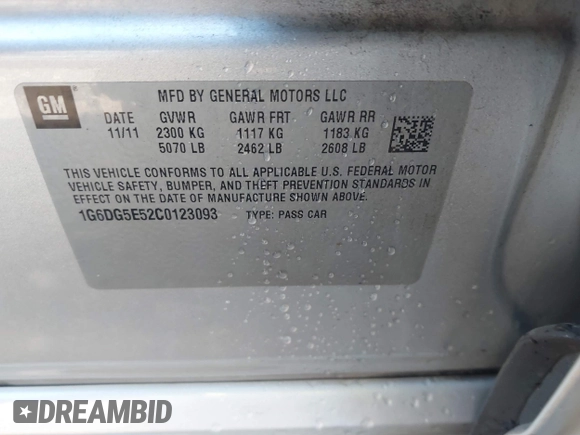 GM
MFD BY GENERAL MOTORS LLC
DATE GVWR GAWR FRT GAWR RR
11/11 2300 KG 1117 KG 1183 KG
5070 LB 2462 LB 2608 LB
THIS VEHICLE CONFORMS TO ALL APPLICABLE U.S. FEDERAL MOTOR
VEHICLE SAFETY, BUMPER, AND THEFT PREVENTION STANDARDS IN
EFFECT ON THE DATE OF MANUFACTURE SHOWN ABOVE.
1G6DG5E52C0123093 TYPE: PASS CAR
DREAMBID